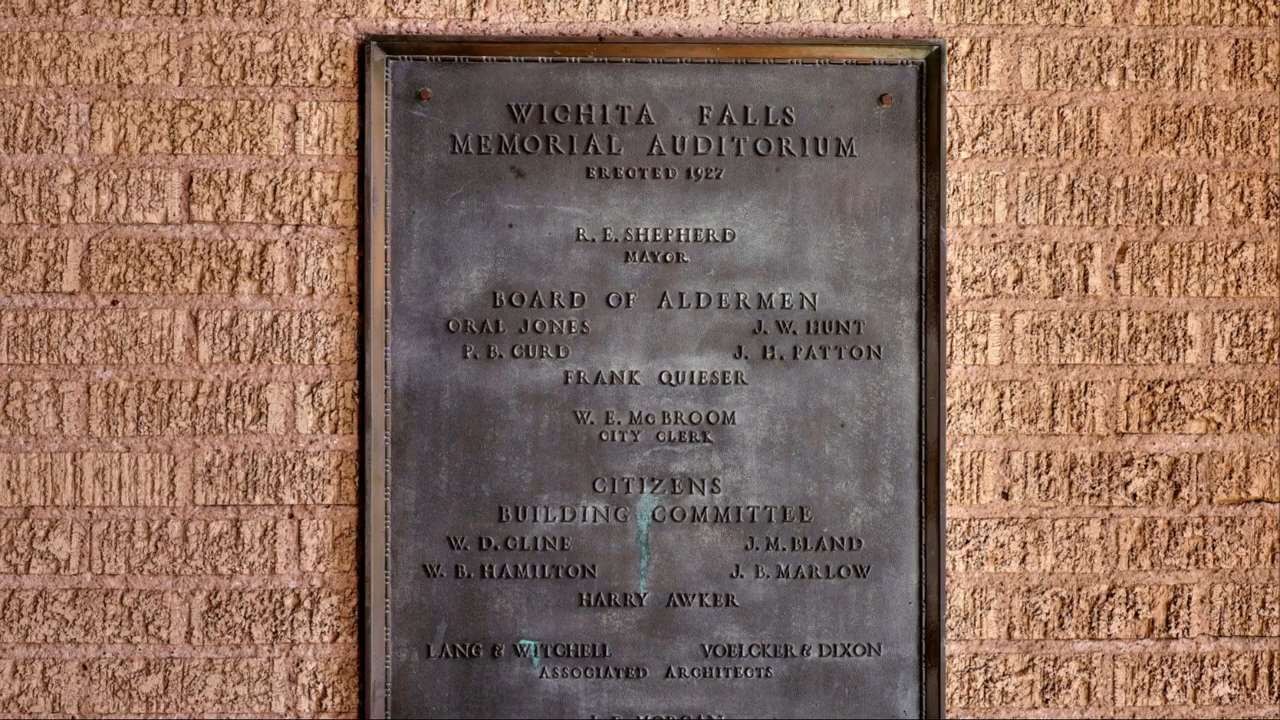 WICHITA FALLS
MEMORIAL AUDITORIUM
ERECTED 1927
R. E. SHEPHERD
MAYOR
BOARD OF ALDERMEN
ORAL JONES J. W. HUNT
P. B. CURD J. H. PATTON
FRANK QUIESER
W. E. McBROOM
CITY CLERK
CITIZENS
BUILDING COMMITTEE
W. D. CLINE J. M. BLAND
W. B. HAMILTON J. B. MARLOW
HARRY AWKER
LANG & WITCHELL VOELCKER & DIXON
ASSOCIATED ARCHITECTS
MORGAN